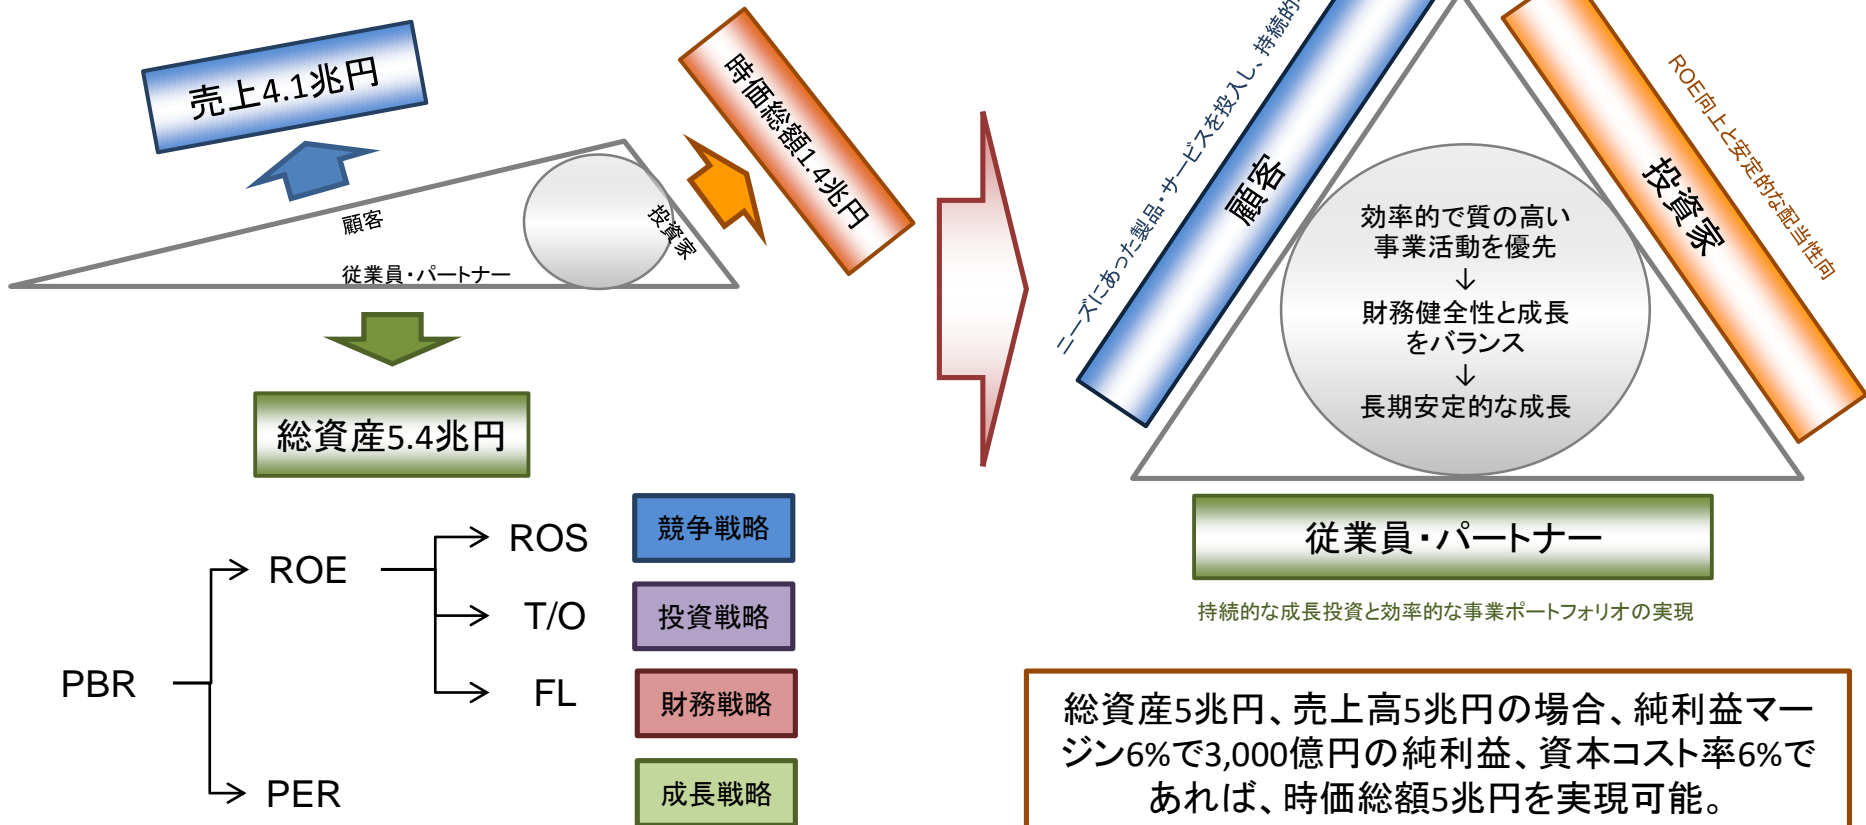 売上4.1兆円
時価総額1.4兆円
顧客
投資家
従業員・パートナー
総資産5.4兆円
PBR
ROE
PER
ROS
T/O
FL
競争戦略
投資戦略
財務戦略
成長戦略
ニーズにあった製品・サービスを投入し、持続的
顧客
投資家
ROE向上と安定的な配当性向
効率的で質の高い
事業活動を優先
↓
財務健全性と成長
をバランス
↓
長期安定的な成長
従業員・パートナー
持続的な成長投資と効率的な事業ポートフォリオの実現
総資産5兆円、売上高5兆円の場合、純利益マー
ジン6%で3,000億円の純利益、資本コスト率6%で
あれば、時価総額5兆円を実現可能。